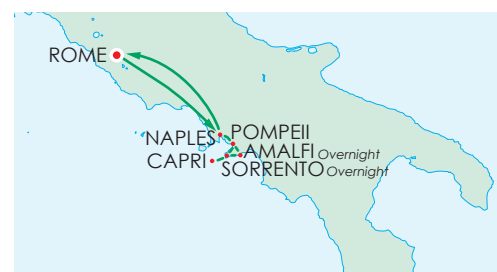 ROME
NAPLES POMPEII
CAPRI AMALFI Overnight
SORRENTO Overnight